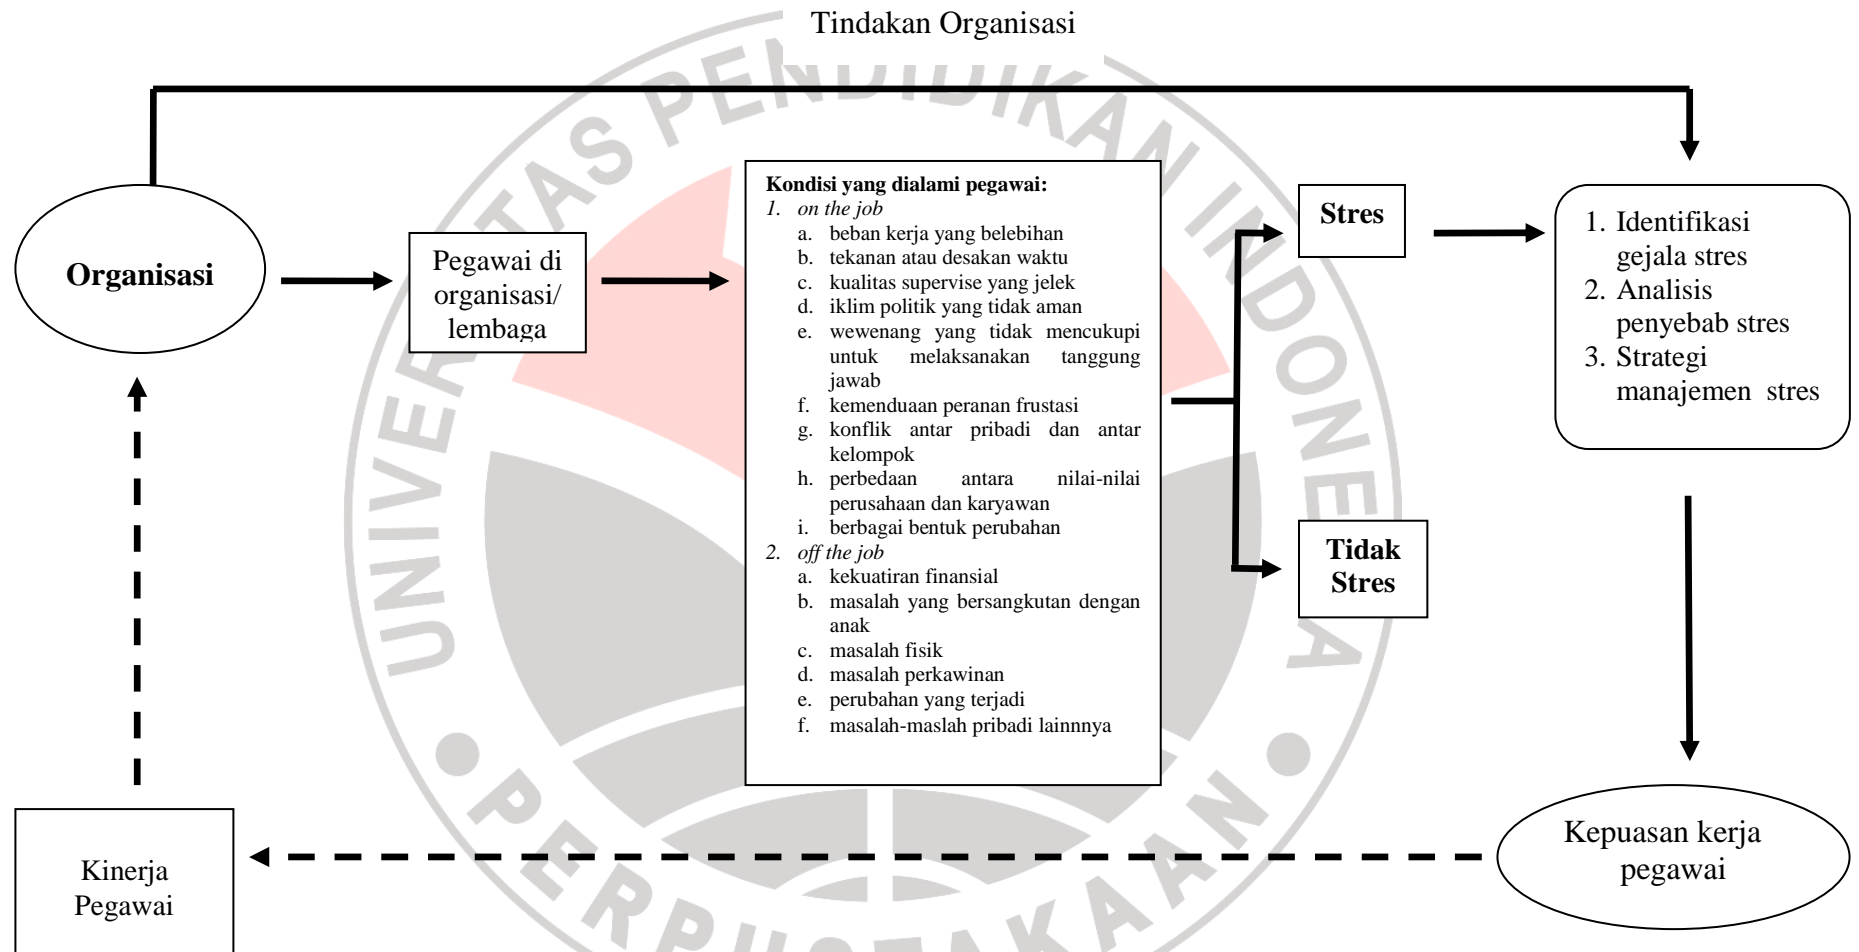 Tindakan Organisasi
Organisasi
Pegawai di
organisasi/
lembaga
Kondisi yang dialami pegawai:
1. on the job
a. beban kerja yang belebihan
b. tekanan atau desakan waktu
c. kualitas supervise yang jelek
d. iklim politik yang tidak aman
e. wewenang yang tidak mencukupi
untuk melaksanakan tanggung
jawab
f. kemenduaan peranan frustasi
g. konflik antar pribadi dan antar
kelompok
h. perbedaan antara nilai-nilai
perusahaan dan karyawan
i. berbagai bentuk perubahan
2. off the job
a. kekuatiran finansial
b. masalah yang bersangkutan dengan
anak
c. masalah fisik
d. masalah perkawinan
e. perubahan yang terjadi
f. masalah-maslah pribadi lainnnya
Stres
Tidak
Stres
1. Identifikasi
gejala stres
2. Analisis
penyebab stres
3. Strategi
manajemen stres
Kepuasan kerja
pegawai
Kinerja
Pegawai
UNIVERSITAS PENDIDIKAN INDONESIA
PERPUSTAKAAN